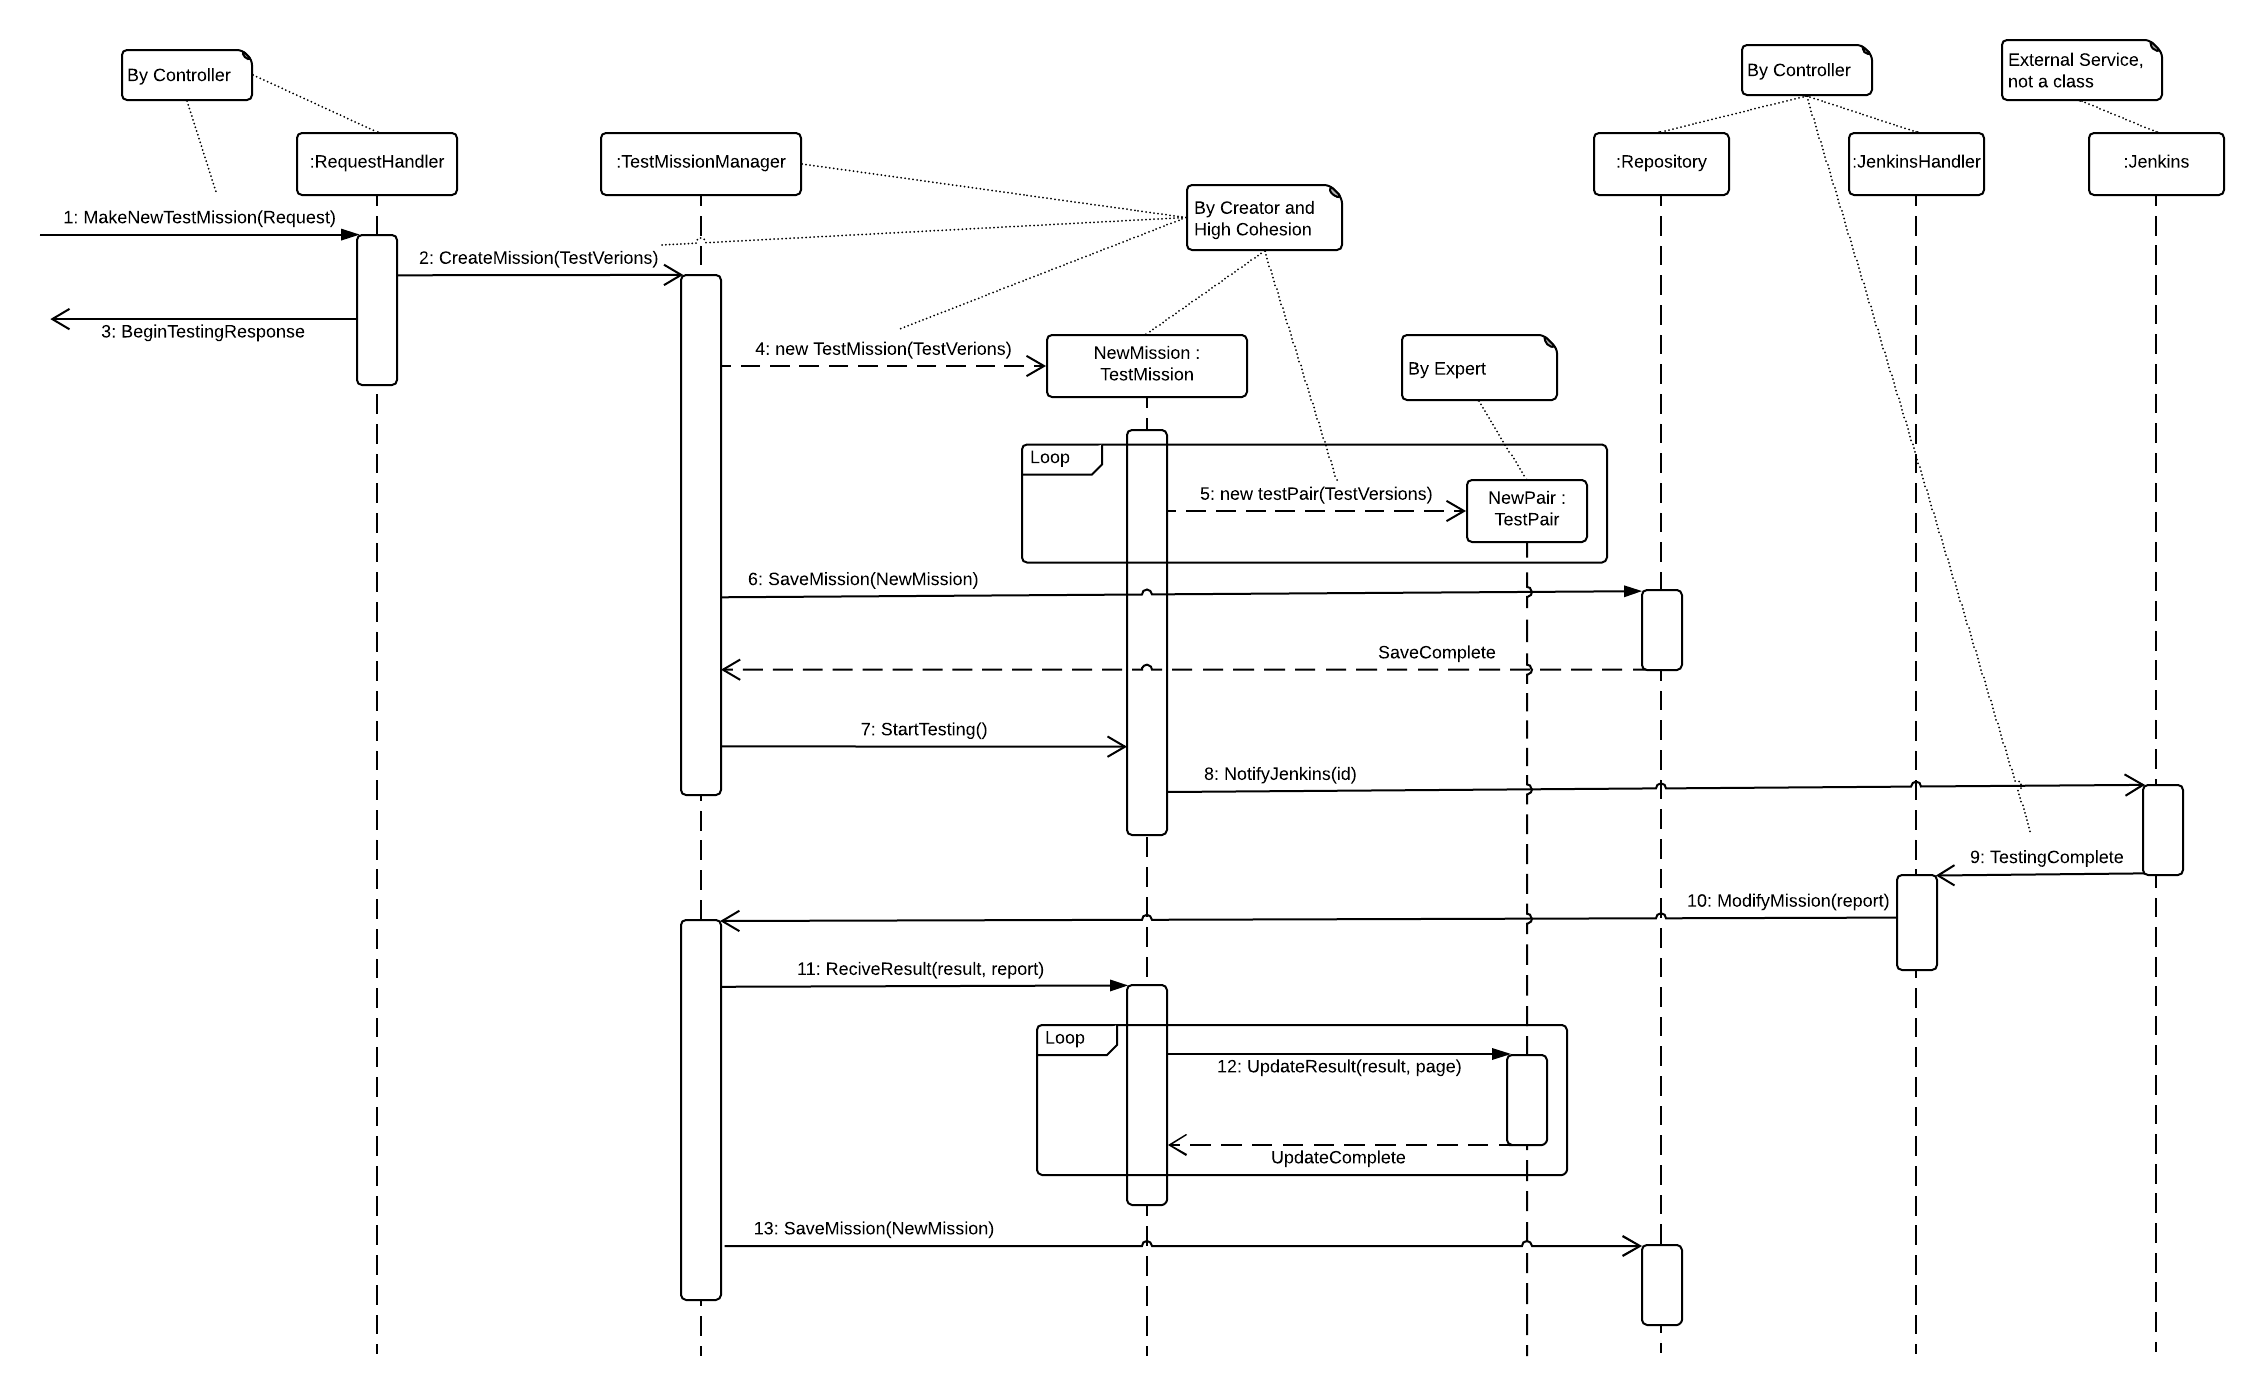 By Controller
By Controller
External Service,
not a class
:RequestHandler
:TestMissionManager
:Repository
:JenkinsHandler
:Jenkins
By Creator and
High Cohesion
1: MakeNewTestMission(Request)
2: CreateMission(TestVerions)
3: BeginTestingResponse
4: new TestMission(TestVerions)
NewMission :
TestMission
By Expert
Loop
5: new testPair(TestVersions)
NewPair :
TestPair
6: SaveMission(NewMission)
SaveComplete
7: StartTesting()
8: NotifyJenkins(id)
9: TestingComplete
10: ModifyMission(report)
11: ReciveResult(result, report)
Loop
12: UpdateResult(result, page)
UpdateComplete
13: SaveMission(NewMission)